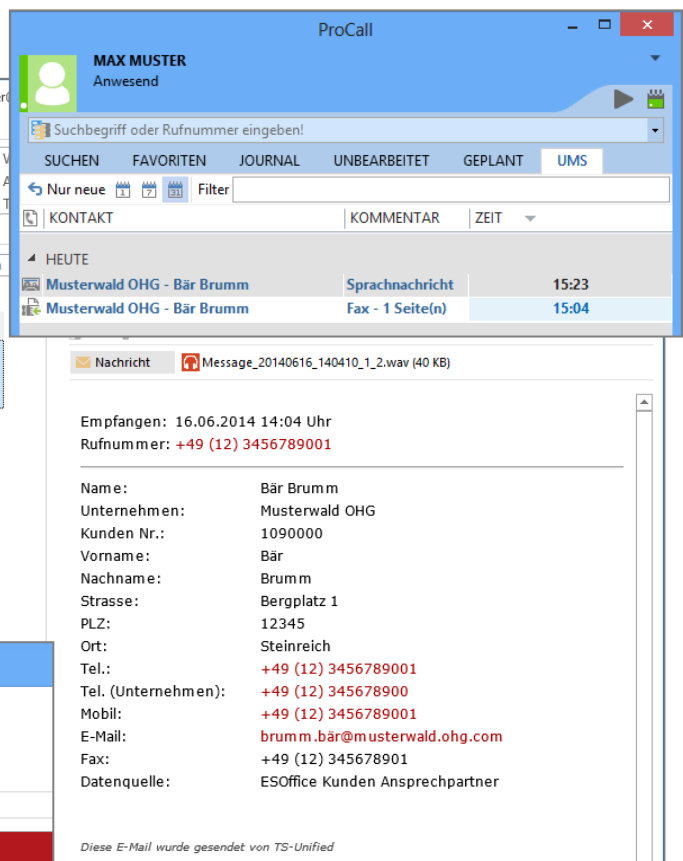 ProCall
MAX MUSTER
Anwesend
Suchbegriff oder Rufnummer eingeben!
SUCHEN FAVORITEN JOURNAL UNBEARBEITET GEPLANT UMS
Nur neue 1 7 31 Filter
KONTAKT KOMMENTAR ZEIT
HEUTE
Musterwald OHG - Bär Brumm Sprachnachricht 15:23
Musterwald OHG - Bär Brumm Fax - 1 Seite(n) 15:04
Nachricht Message_20140616_140410_1_2.wav (40 KB)
Empfangen: 16.06.2014 14:04 Uhr
Rufnummer: +49 (12) 3456789001
Name: Bär Brumm
Unternehmen: Musterwald OHG
Kunden Nr.: 1090000
Vorname: Bär
Nachname: Brumm
Strasse: Bergplatz 1
PLZ: 12345
Ort: Steinreich
Tel.: +49 (12) 3456789001
Tel. (Unternehmen): +49 (12) 345678900
Mobil: +49 (12) 3456789001
E-Mail: brumm.bär@musterwald.ohg.com
Fax: +49 (12) 345678901
Datenquelle: ESOffice Kunden Ansprechpartner
Diese E-Mail wurde gesendet von TS-Unified